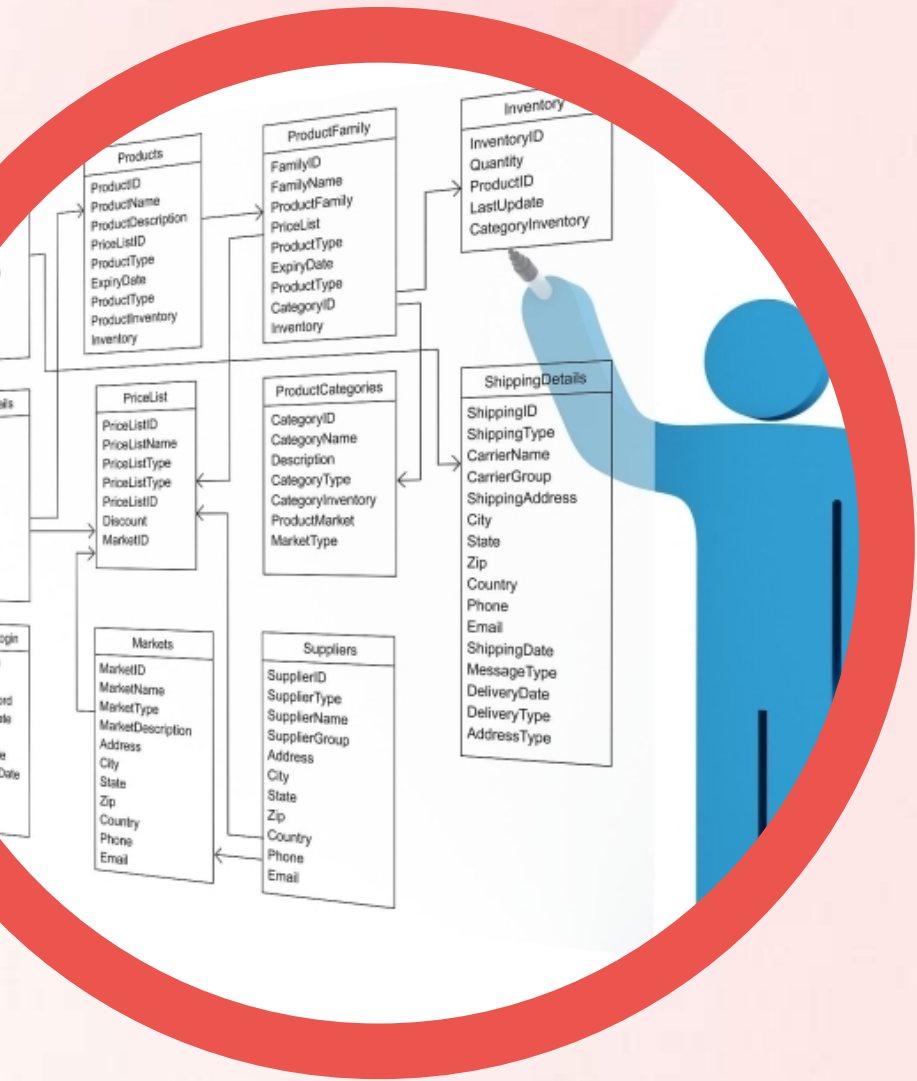 Products
ProductID
ProductName
ProductDescription
PriceListID
ProductType
ExpiryDate
ProductType
ProductInventory
Inventory
ProductFamily
FamilyID
FamilyName
ProductFamily
PriceList
ProductType
ExpiryDate
ProductType
CategoryID
Inventory
Inventory
InventoryID
Quantity
ProductID
LastUpdate
CategoryInventory
PriceList
PriceListID
PriceListName
PriceListType
PriceListType
PriceListID
Discount
MarketID
ProductCategories
CategoryID
CategoryName
Description
CategoryType
CategoryInventory
ProductMarket
MarketType
ShippingDetails
ShippingID
ShippingType
CarrierName
CarrierGroup
ShippingAddress
City
State
Zip
Country
Phone
Email
ShippingDate
MessageType
DeliveryDate
DeliveryType
AddressType
Markets
MarketID
MarketName
MarketType
MarketDescription
Address
City
State
Zip
Country
Phone
Email
Suppliers
SupplierID
SupplierType
SupplierName
SupplierGroup
Address
City
State
Zip
Country
Phone
Email